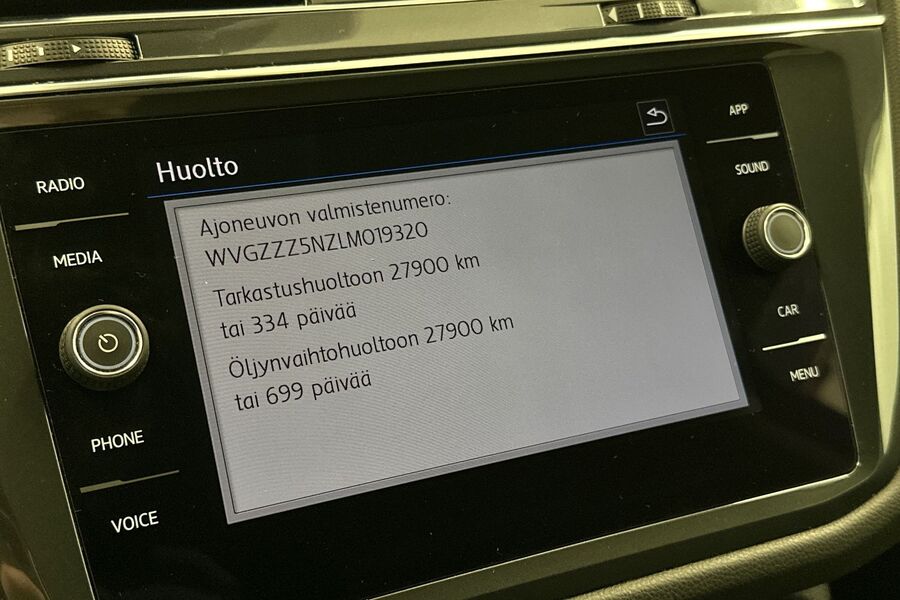 RADIO
MEDIA
PHONE
VOICE
Huolto
Ajoneuvon valmistenumero:
WVGZZZ5NZLM019320
Tarkastushuoltoon 27900 km
tai 334 päivää
Öljynvaihtohuoltoon 27900 km
tai 699 päivää
APP
SOUND
CAR
MENU